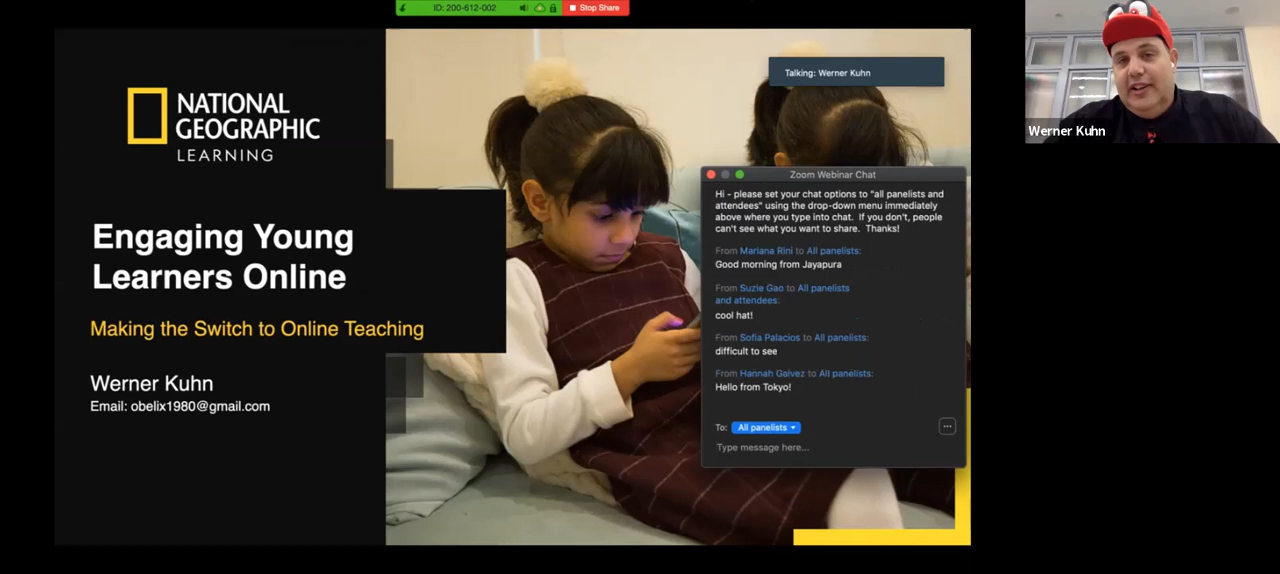 ID: 200-612-002
Stop Share
NATIONAL
GEOGRAPHIC
LEARNING
Engaging Young
Learners Online
Making the Switch to Online Teaching
Werner Kuhn
Email: obelix1980@gmail.com
Talking: Werner Kuhn
Zoom Webinar Chat
Hi - please set your chat options to "all panelists and
attendees" using the drop-down menu immediately
above where you type into chat. If you don't, people
can't see what you want to share. Thanks!
From Mariana Rini to All panelists:
Good morning from Jayapura
From Suzie Gao to All panelists
and attendees:
cool hat!
From Sofia Palacios to All panelists:
difficult to see
From Hannah Galvez to All panelists:
Hello from Tokyo!
To: All panelists
Type message here...
Werner Kuhn